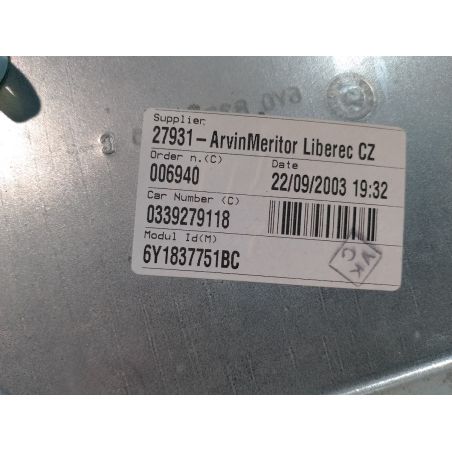 Supplier:
27931-ArvinMeritor Liberec CZ
Order n.(C) Date
006940 22/09/2003 19:32
Car Number (C)
0339279118
Modul Id(M)
6Y1837751BC
VK
C